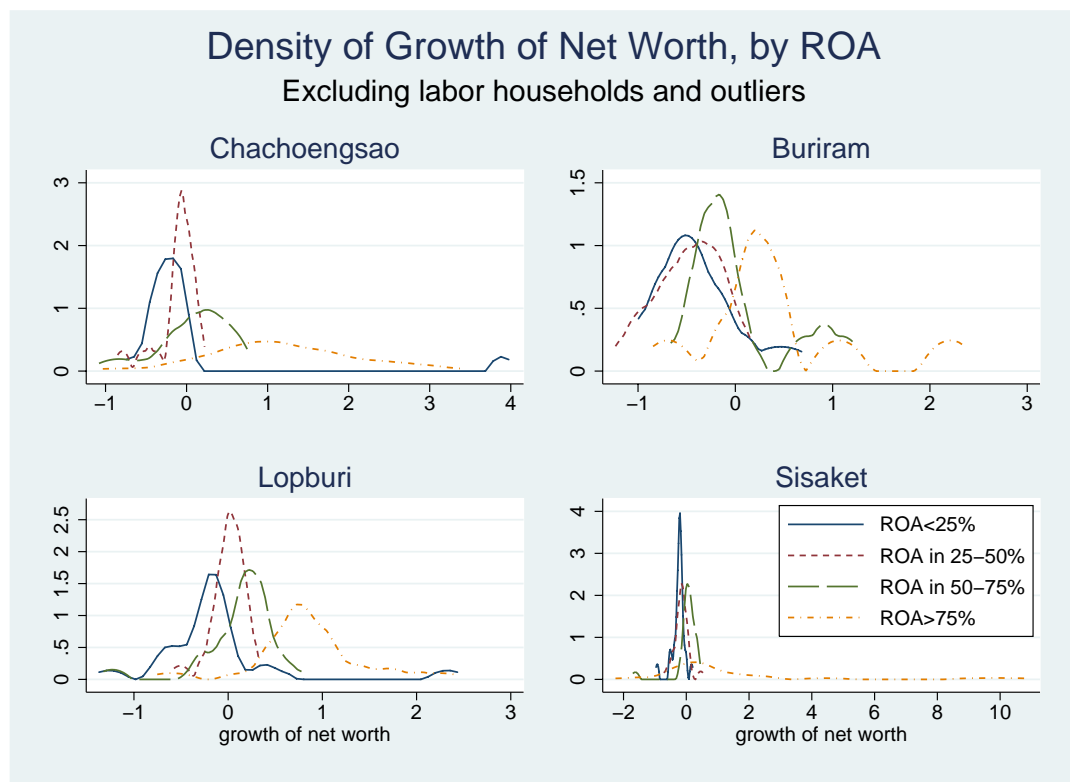 Density of Growth of Net Worth, by ROA
Excluding labor households and outliers
Chachoengsao
0 1 2 3
−1 0 1 2 3 4
Buriram
0 .5 1 1.5
−1 0 1 2 3
Lopburi
0 .5 1 1.5 2 2.5
−1 0 1 2 3
growth of net worth
Sisaket
0 1 2 3 4
−2 0 2 4 6 8 10
growth of net worth
ROA<25%
ROA in 25−50%
ROA in 50−75%
ROA>75%